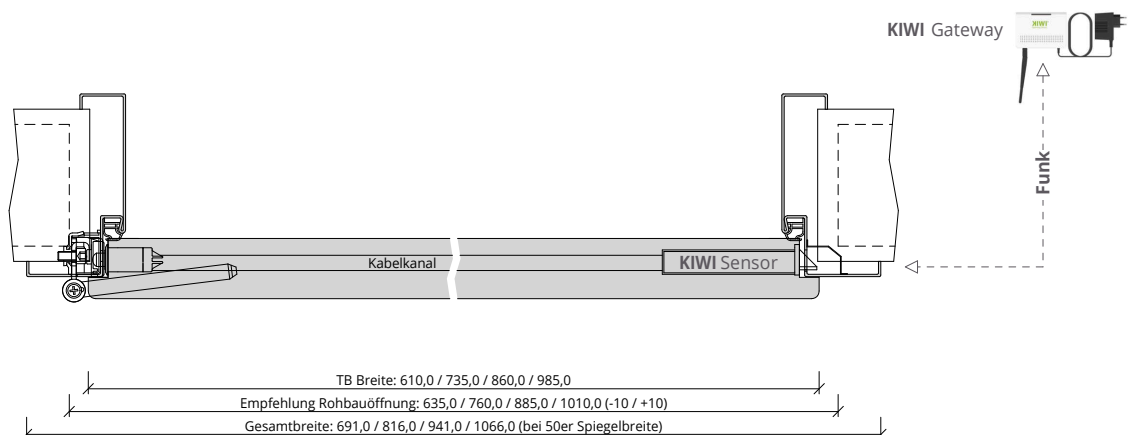 KIWI Gateway
KIWI
Funk
Kabelkanal
KIWI Sensor
TB Breite: 610,0 / 735,0 / 860,0 / 985,0
Empfehlung Rohbauöffnung: 635,0 / 760,0 / 885,0 / 1010,0 (-10 / +10)
Gesamtbreite: 691,0 / 816,0 / 941,0 / 1066,0 (bei 50er Spiegelbreite)